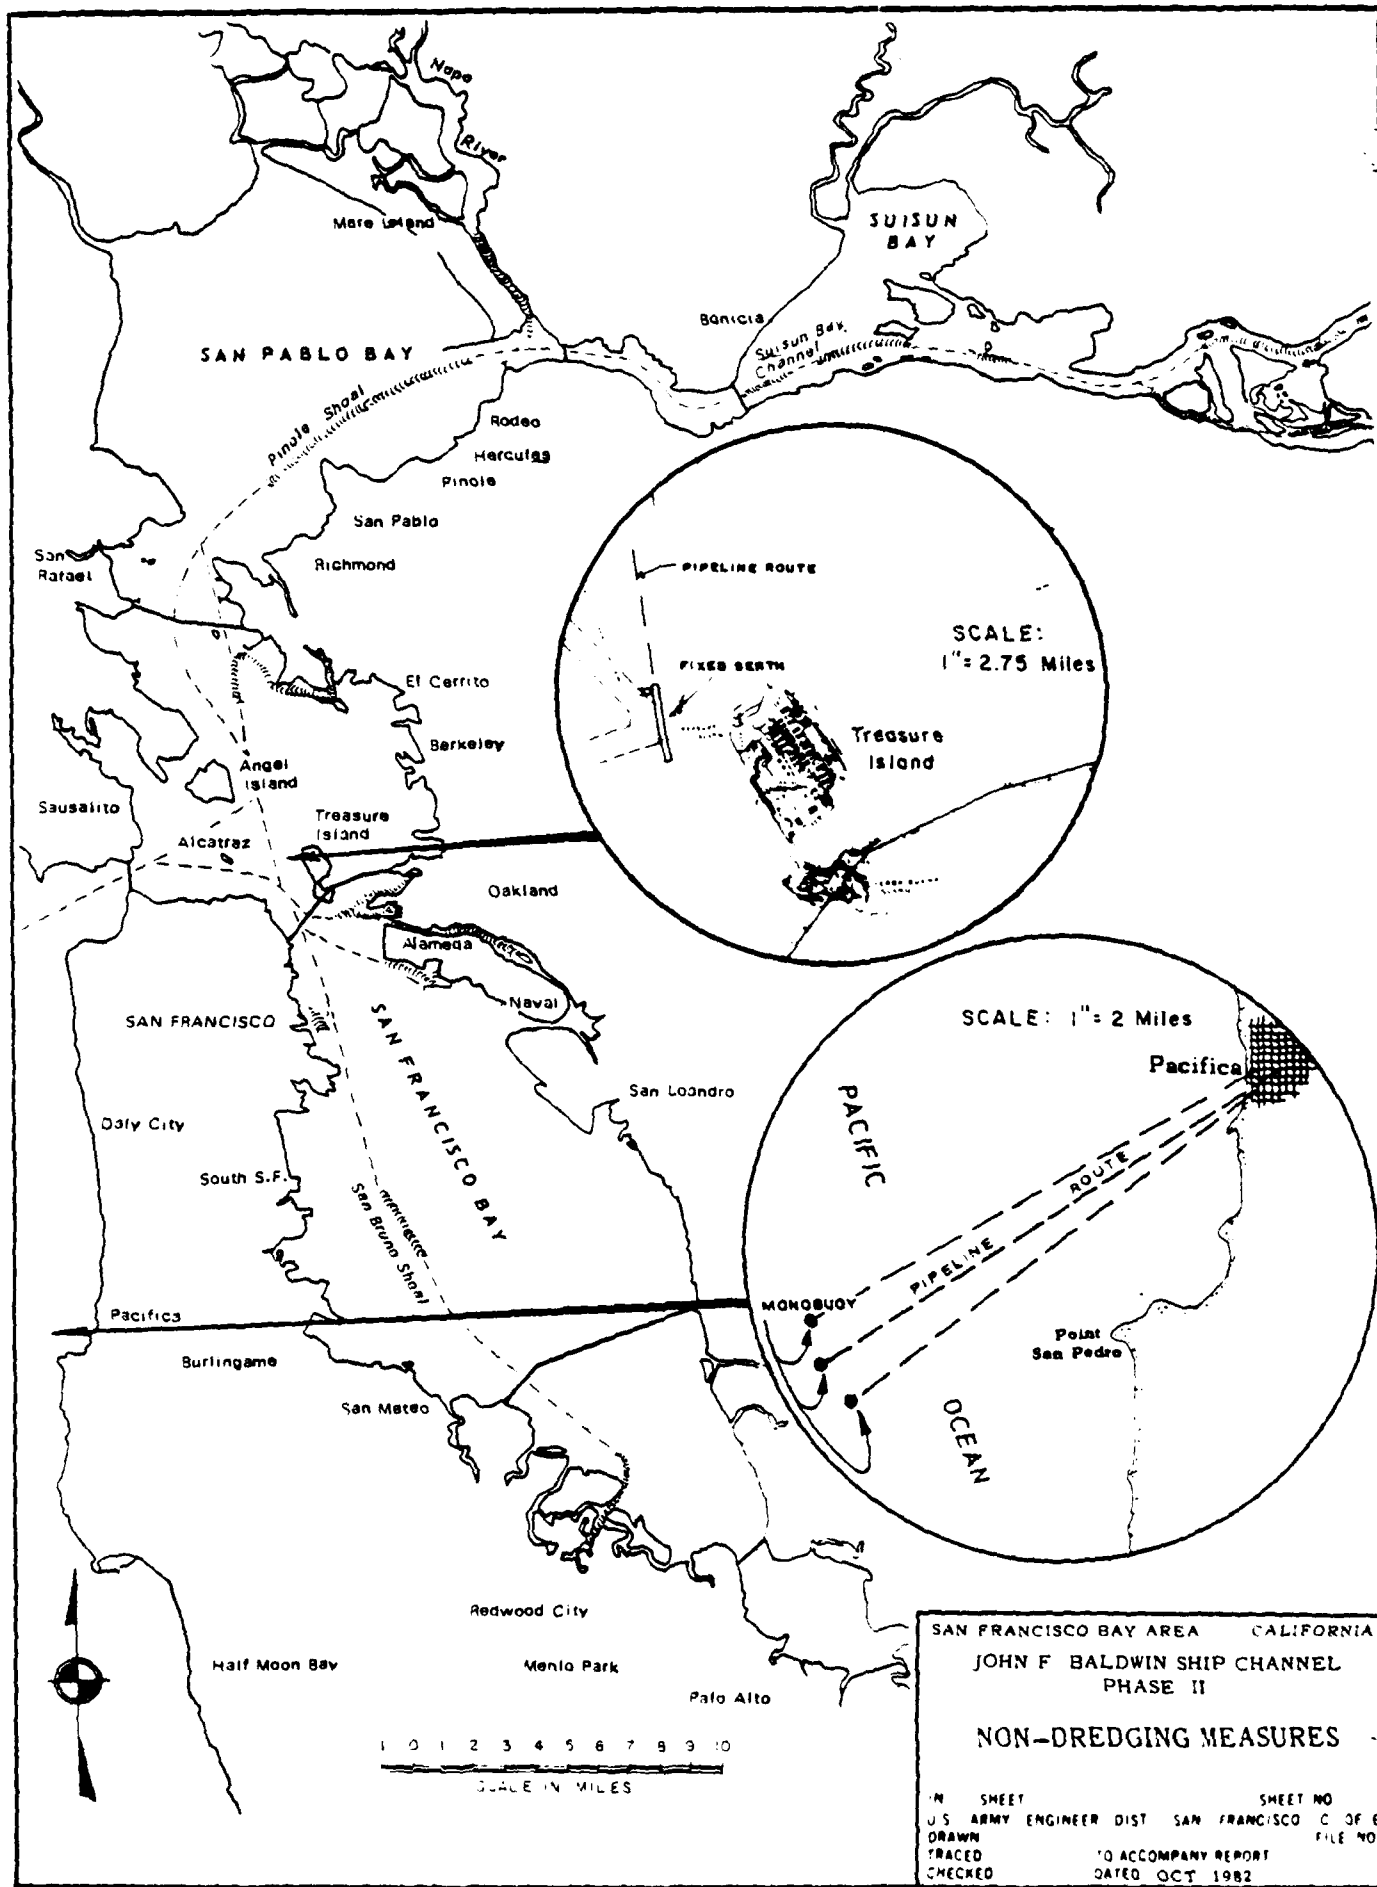 Napa
River
Mare Island
SUISUN
BAY
Benicia
Suisun Bay
Channel
SAN PABLO BAY
Pinole Shoal
Rodeo
Hercules
Pinole
San Pablo
San
Rafael
Richmond
PIPELINE ROUTE
SCALE:
1"= 2.75 Miles
FIXED BERTH
El Cerrito
Berkeley
Treasure
Island
Angel
Island
Sausalito
Treasure
Island
Alcatraz
Oakland
Alameda
Naval
SAN FRANCISCO
SAN FRANCISCO BAY
SCALE: 1"= 2 Miles
Pacifica
San Leandro
PACIFIC
Daly City
South S.F.
San Bruno Shoal
PIPELINE ROUTE
MONOBUOY
Pacifica
Point
San Pedro
Burlingame
San Mateo
OCEAN
Redwood City
Half Moon Bay
Menlo Park
Palo Alto
1 0 1 2 3 4 5 6 7 8 9 10
SCALE IN MILES
SAN FRANCISCO BAY AREA CALIFORNIA
JOHN F BALDWIN SHIP CHANNEL
PHASE II
NON-DREDGING MEASURES
IN SHEET SHEET NO
U S ARMY ENGINEER DIST SAN FRANCISCO C OF E
DRAWN FILE NO
TRACED TO ACCOMPANY REPORT
CHECKED DATED OCT 1982